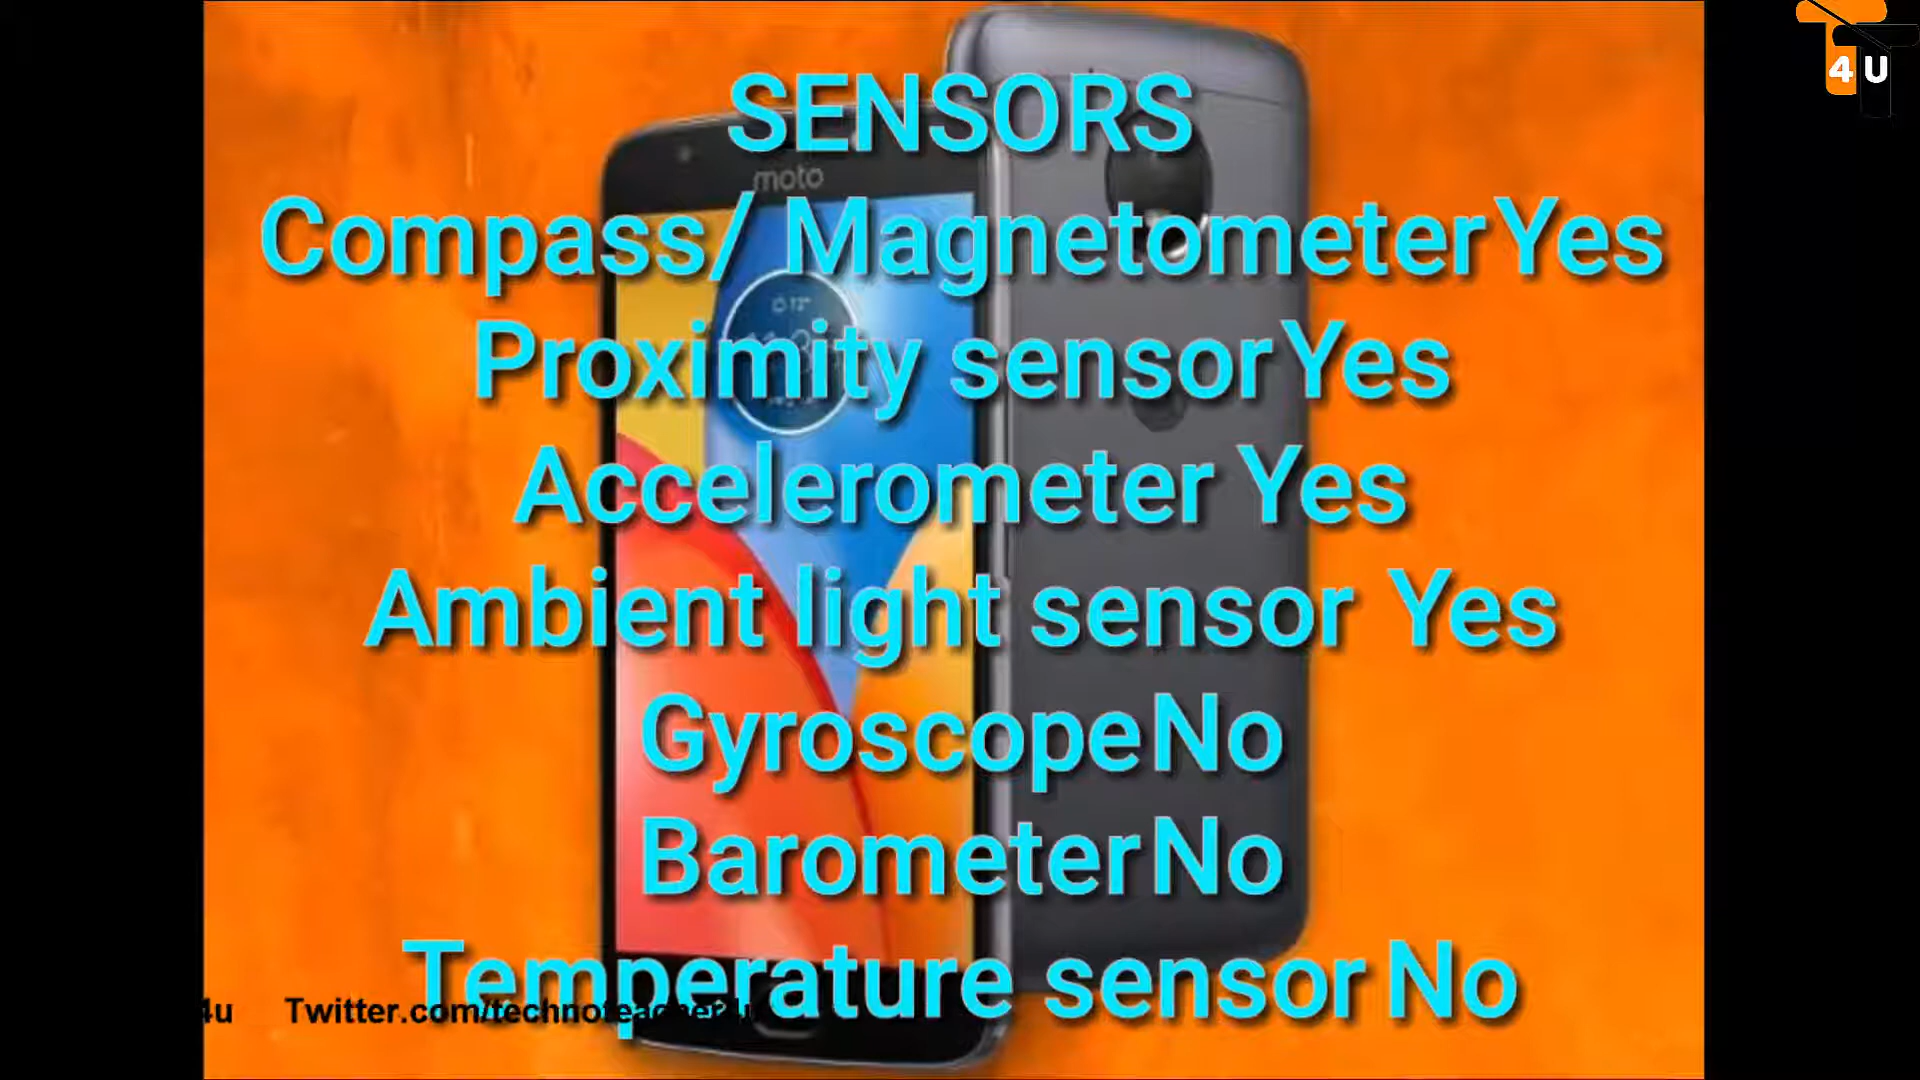 4U
SENSORS
moto
Compass/ Magnetometer Yes
Proximity sensor Yes
Accelerometer Yes
Ambient light sensor Yes
Gyroscope No
Barometer No
Temperature sensor No
4u Twitter.com/technoteacher4u